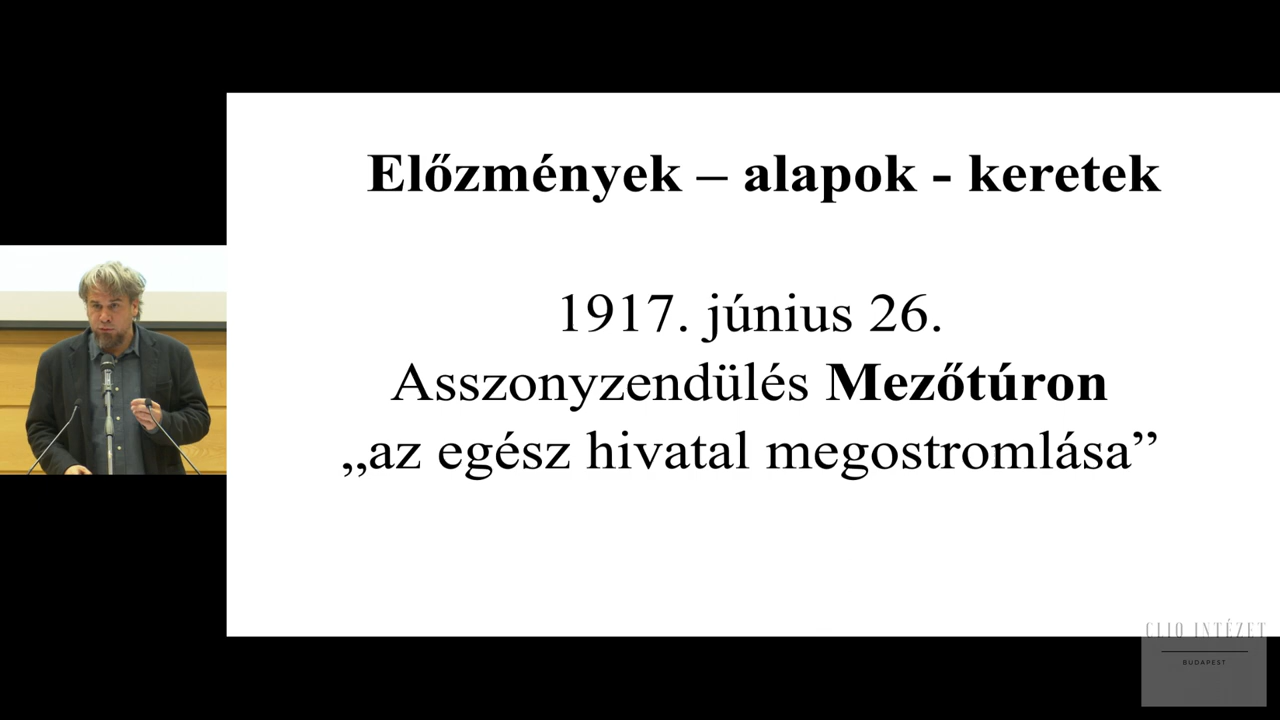 Előzmények – alapok - keretek
1917. június 26.
Asszonyzendülés Mezőtúron
„az egész hivatal megostromlása”
CLIO INTÉZET
BUDAPEST